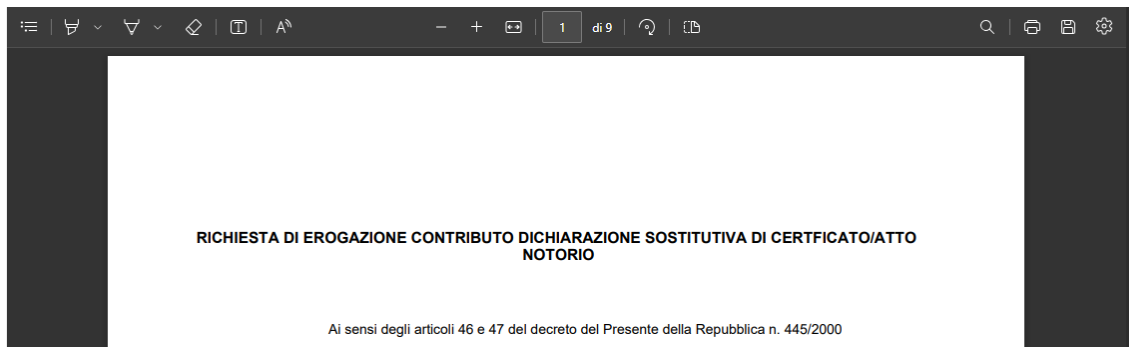 1 di 9
RICHIESTA DI EROGAZIONE CONTRIBUTO DICHIARAZIONE SOSTITUTIVA DI CERTFICATO/ATTO
NOTORIO
Ai sensi degli articoli 46 e 47 del decreto del Presente della Repubblica n. 445/2000